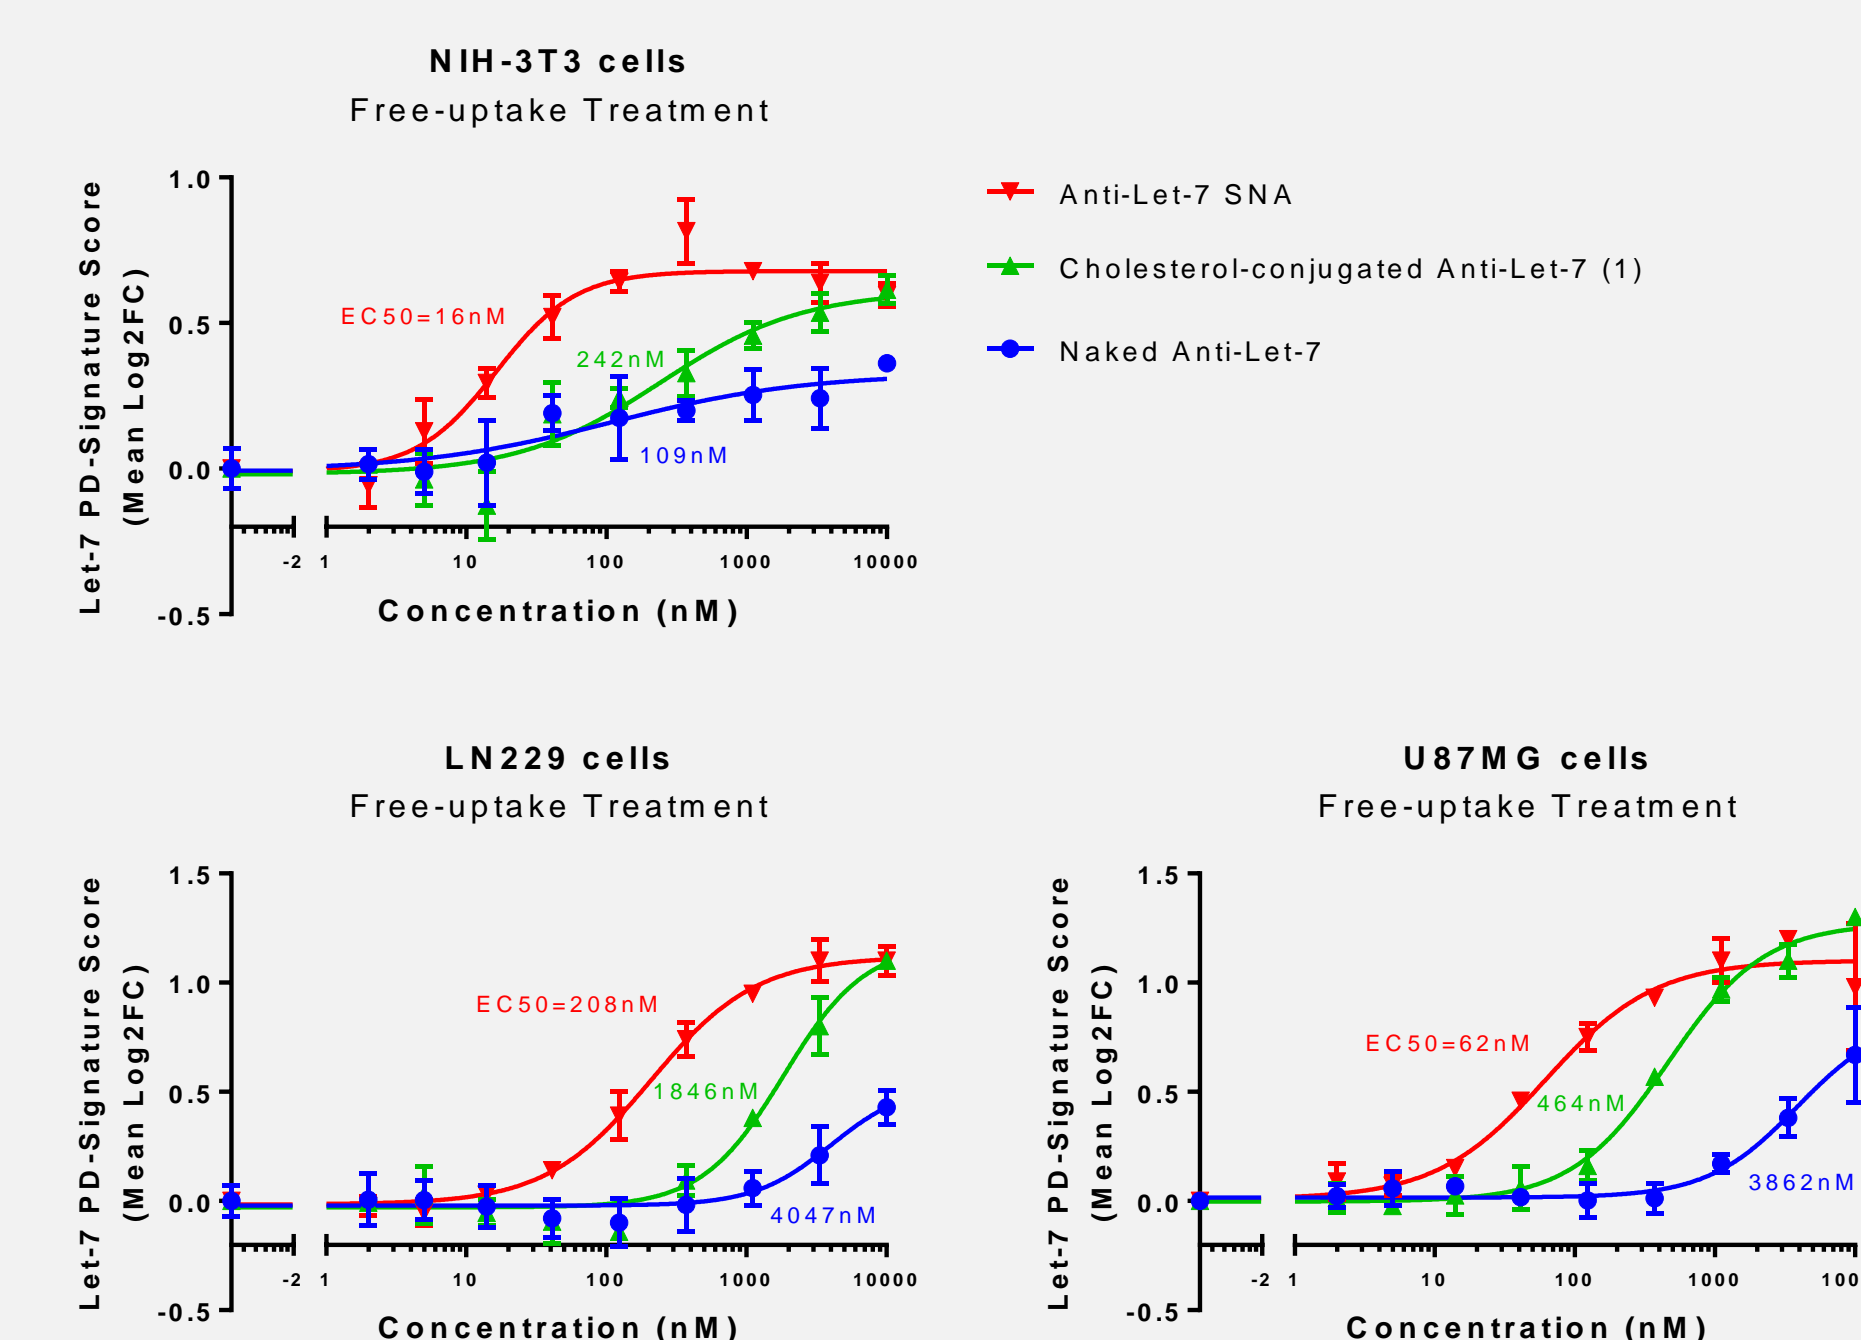 NIH-3T3 cells
Free-uptake Treatment
Let-7 PD-Signature Score
(Mean Log2FC)
1.0
0.5
0.0
-0.5
EC50=16nM
242nM
109nM
-2 1 10 100 1000 10000
Concentration (nM)
Anti-Let-7 SNA
Cholesterol-conjugated Anti-Let-7 (1)
Naked Anti-Let-7
LN229 cells
Free-uptake Treatment
Let-7 PD-Signature Score
(Mean Log2FC)
1.5
1.0
0.5
0.0
-0.5
EC50=208nM
1846nM
4047nM
-2 1 10 100 1000 10000
Concentration (nM)
U87MG cells
Free-uptake Treatment
Let-7 PD-Signature Score
(Mean Log2FC)
1.5
1.0
0.5
0.0
-0.5
EC50=62nM
464nM
3862nM
-2 1 10 100 1000 100
Concentration (nM)